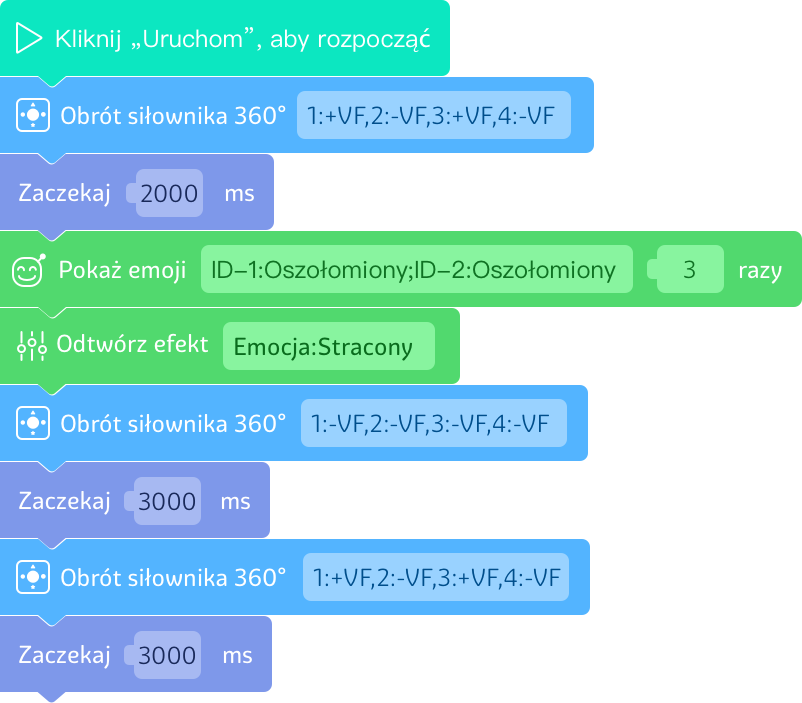 Kliknij „Uruchom”, aby rozpocząć
Obrót siłownika 360° 1:+VF,2:-VF,3:+VF,4:-VF
Zaczekaj 2000 ms
Pokaż emoji ID–1:Oszołomiony;ID–2:Oszołomiony 3 razy
Odtwórz efekt Emocja:Stracony
Obrót siłownika 360° 1:-VF,2:-VF,3:-VF,4:-VF
Zaczekaj 3000 ms
Obrót siłownika 360° 1:+VF,2:-VF,3:+VF,4:-VF
Zaczekaj 3000 ms